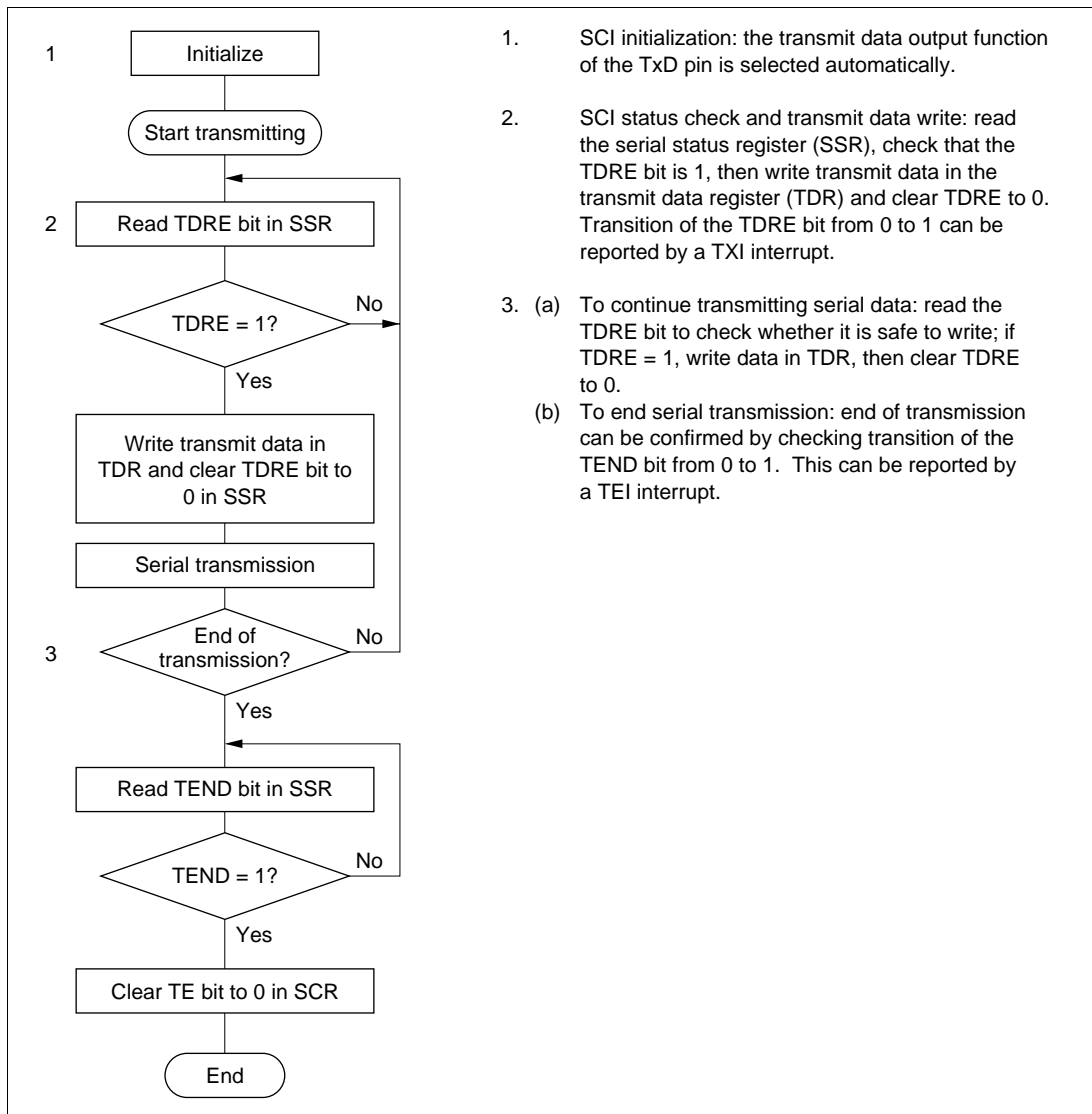 1
Initialize
Start transmitting
2
Read TDRE bit in SSR
TDRE = 1?
No
Yes
Write transmit data in
TDR and clear TDRE bit to
0 in SSR
Serial transmission
3
End of
transmission?
No
Yes
Read TEND bit in SSR
TEND = 1?
No
Yes
Clear TE bit to 0 in SCR
End
1. SCI initialization: the transmit data output function
of the TxD pin is selected automatically.
2. SCI status check and transmit data write: read
the serial status register (SSR), check that the
TDRE bit is 1, then write transmit data in the
transmit data register (TDR) and clear TDRE to 0.
Transition of the TDRE bit from 0 to 1 can be
reported by a TXI interrupt.
3. (a) To continue transmitting serial data: read the
TDRE bit to check whether it is safe to write; if
TDRE = 1, write data in TDR, then clear TDRE
to 0.
(b) To end serial transmission: end of transmission
can be confirmed by checking transition of the
TEND bit from 0 to 1. This can be reported by
a TEI interrupt.